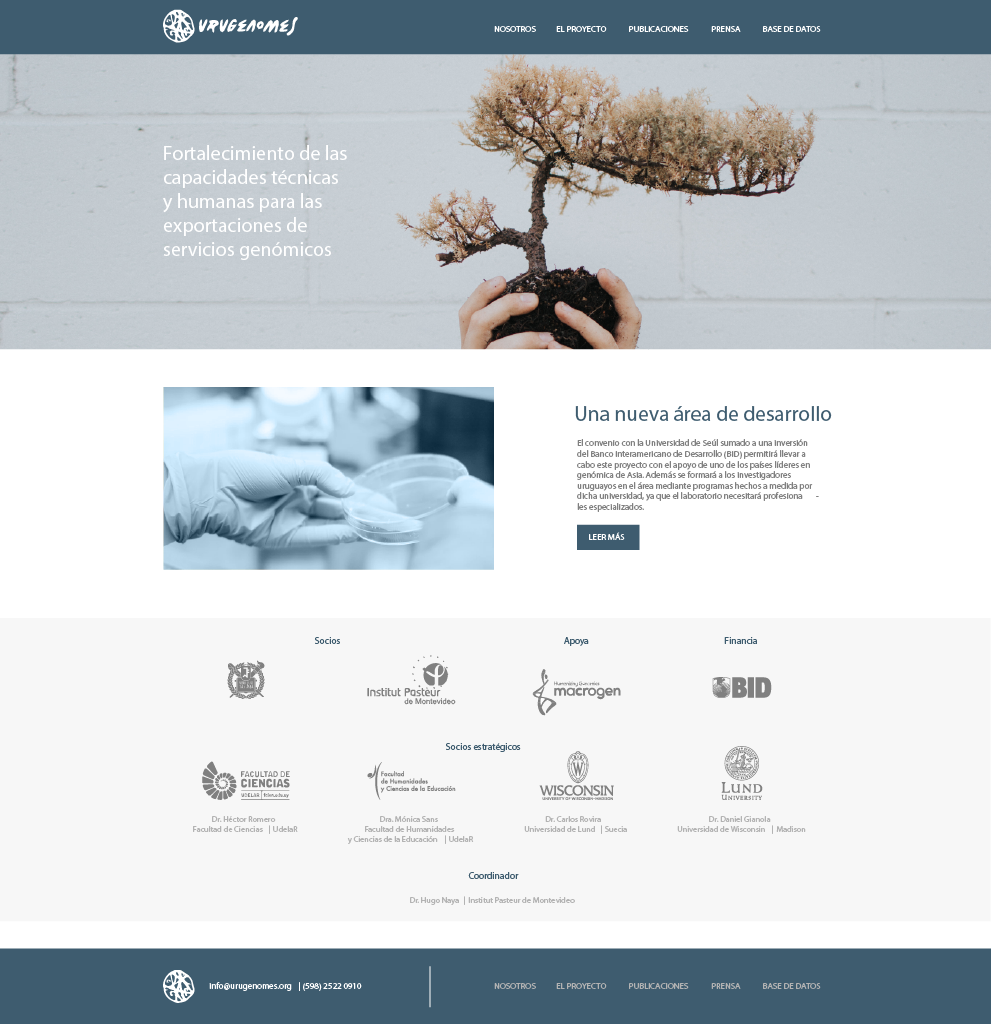 URUGENOMES
NOSOTROS EL PROYECTO PUBLICACIONES PRENSA BASE DE DATOS
Fortalecimiento de las
capacidades técnicas
y humanas para las
exportaciones de
servicios genómicos
Una nueva área de desarrollo
El convenio con la Universidad de Seúl sumado a una inversión
del Banco Interamericano de Desarrollo (BID) permitirá llevar a
cabo este proyecto con el apoyo de uno de los países líderes en
genómica de Asia. Además se formará a los investigadores
uruguayos en el área mediante programas hechos a medida por
dicha universidad, ya que el laboratorio necesitará profesiona -
les especializados.
LEER MÁS
Socios Apoya Financia
Institut Pasteur
de Montevideo
macrogen
BID
Socios estratégicos
FACULTAD DE
CIENCIAS
UDELAR
Facultad
de Humanidades
y Ciencias de la Educación
WISCONSIN
UNIVERSITY OF WISCONSIN-MADISON
LUND
UNIVERSITY
Dr. Héctor Romero
Facultad de Ciencias | UdelaR
Dra. Mónica Sans
Facultad de Humanidades
y Ciencias de la Educación | UdelaR
Dr. Carlos Rovira
Universidad de Lund | Suecia
Dr. Daniel Gianola
Universidad de Wisconsin | Madison
Coordinador
Dr. Hugo Naya | Institut Pasteur de Montevideo
info@urugenomes.org | (598) 2522 0910
NOSOTROS EL PROYECTO PUBLICACIONES PRENSA BASE DE DATOS